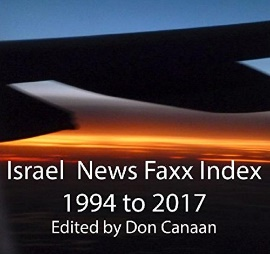 Israel News Faxx Index
1994 to 2017
Edited by Don Canaan